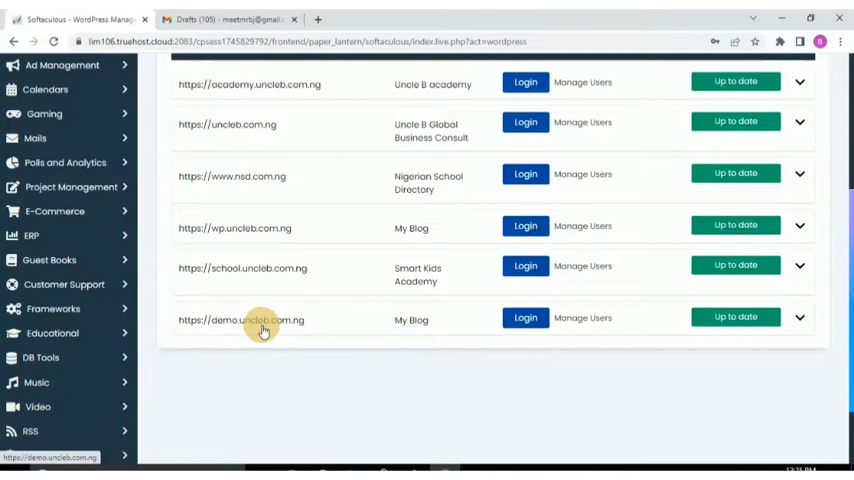 Softaculous - WordPress Manag
Drafts (105) - meetmrbj@gmail.
lim106.truehost.cloud:2083/cpsess1745829792/frontend/paper_lantern/softaculous/index.live.php?act=wordpress
B
Ad Management
Calendars
Gaming
Mails
Polls and Analytics
Project Management
E-Commerce
ERP
Guest Books
Customer Support
Frameworks
Educational
DB Tools
Music
Video
RSS
https://academy.uncleb.com.ng Uncle B academy Login Manage Users Up to date
https://uncleb.com.ng Uncle B Global Login Manage Users Up to date
Business Consult
https://www.nsd.com.ng Nigerian School Login Manage Users Up to date
Directory
https://wp.uncleb.com.ng My Blog Login Manage Users Up to date
https://school.uncleb.com.ng Smart Kids Login Manage Users Up to date
Academy
https://demo.uncleb.com.ng My Blog Login Manage Users Up to date
https://demo.uncleb.com.ng